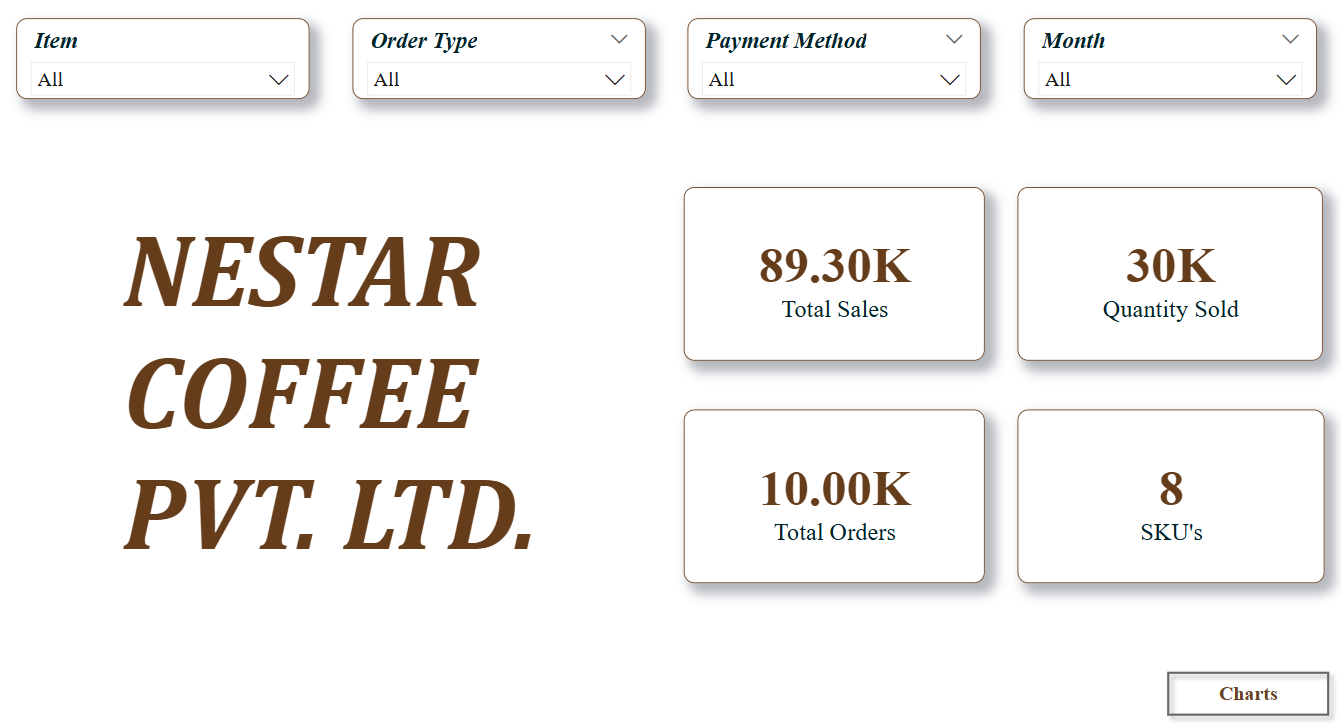 Item
All
Order Type
All
Payment Method
All
Month
All
NESTAR
COFFEE
PVT. LTD.
89.30K
Total Sales
30K
Quantity Sold
10.00K
Total Orders
8
SKU's
Charts